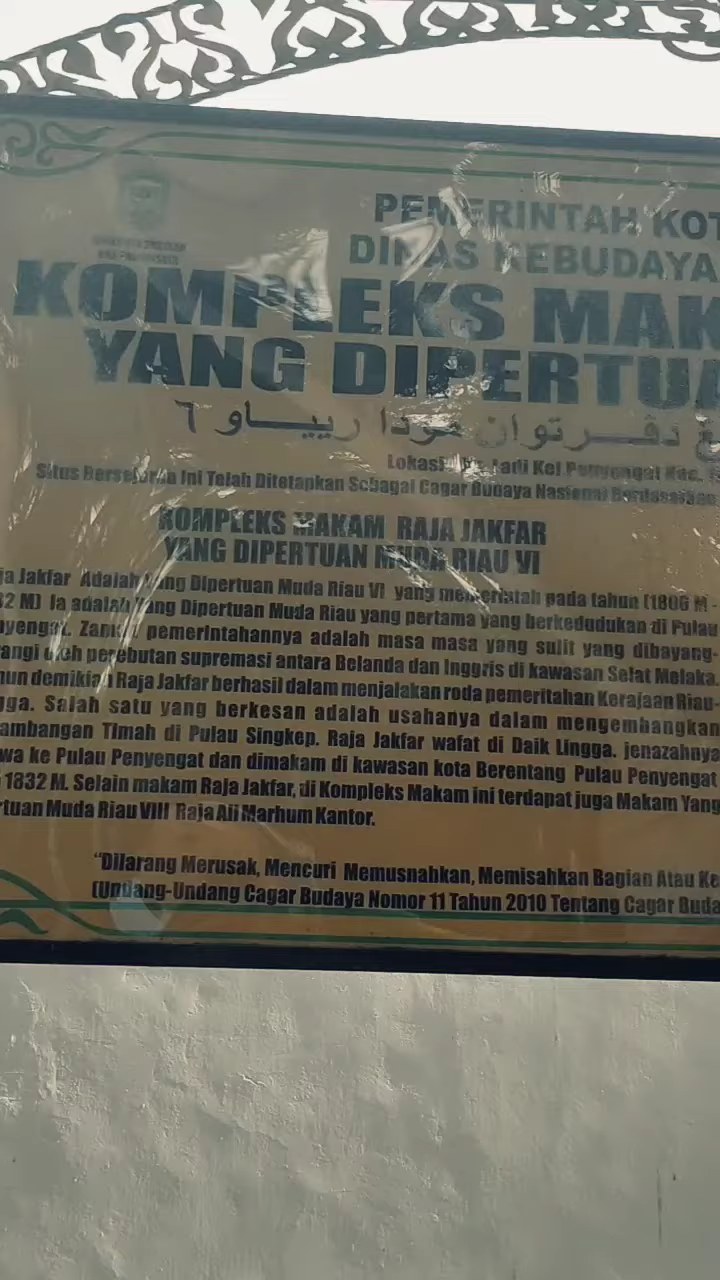 PEMERINTAH KOT
DINAS KEBUDAYA
KOMPLEKS MAK
YANG DIPERTUA
دڤرتوان مودا رييـــاو ٦
Lokasi Kel Penyengat Kec.
Situs Bersejarah Ini Telah Ditetapkan Sebagai Cagar Budaya Nasional Berdasarkan
KOMPLEKS MAKAM RAJA JAKFAR
YANG DIPERTUAN MUDA RIAU VI
ja Jakfar Adalah Yang Dipertuan Muda Riau VI yang memerintah pada tahun (1806 M -
32 M) Ia adalah Yang Dipertuan Muda Riau yang pertama yang berkedudukan di Pulau
nyengat. Zaman pemerintahannya adalah masa masa yang sulit yang dibayang-
angi oleh perebutan supremasi antara Belanda dan Inggris di kawasan Selat Melaka.
mun demikian Raja Jakfar berhasil dalam menjalakan roda pemeritahan Kerajaan Riau-
gga. Salah satu yang berkesan adalah usahanya dalam mengembangkan
ambangan Timah di Pulau Singkep. Raja Jakfar wafat di Daik Lingga. jenazahnya
wa ke Pulau Penyengat dan dimakam di kawasan kota Berentang Pulau Penyengat
1832 M. Selain makam Raja Jakfar, di Kompleks Makam ini terdapat juga Makam Yang
rtuan Muda Riau VIII Raja Ali Marhum Kantor.
"Dilarang Merusak, Mencuri Memusnahkan, Memisahkan Bagian Atau Ke
(Undang-Undang Cagar Budaya Nomor 11 Tahun 2010 Tentang Cagar Buda